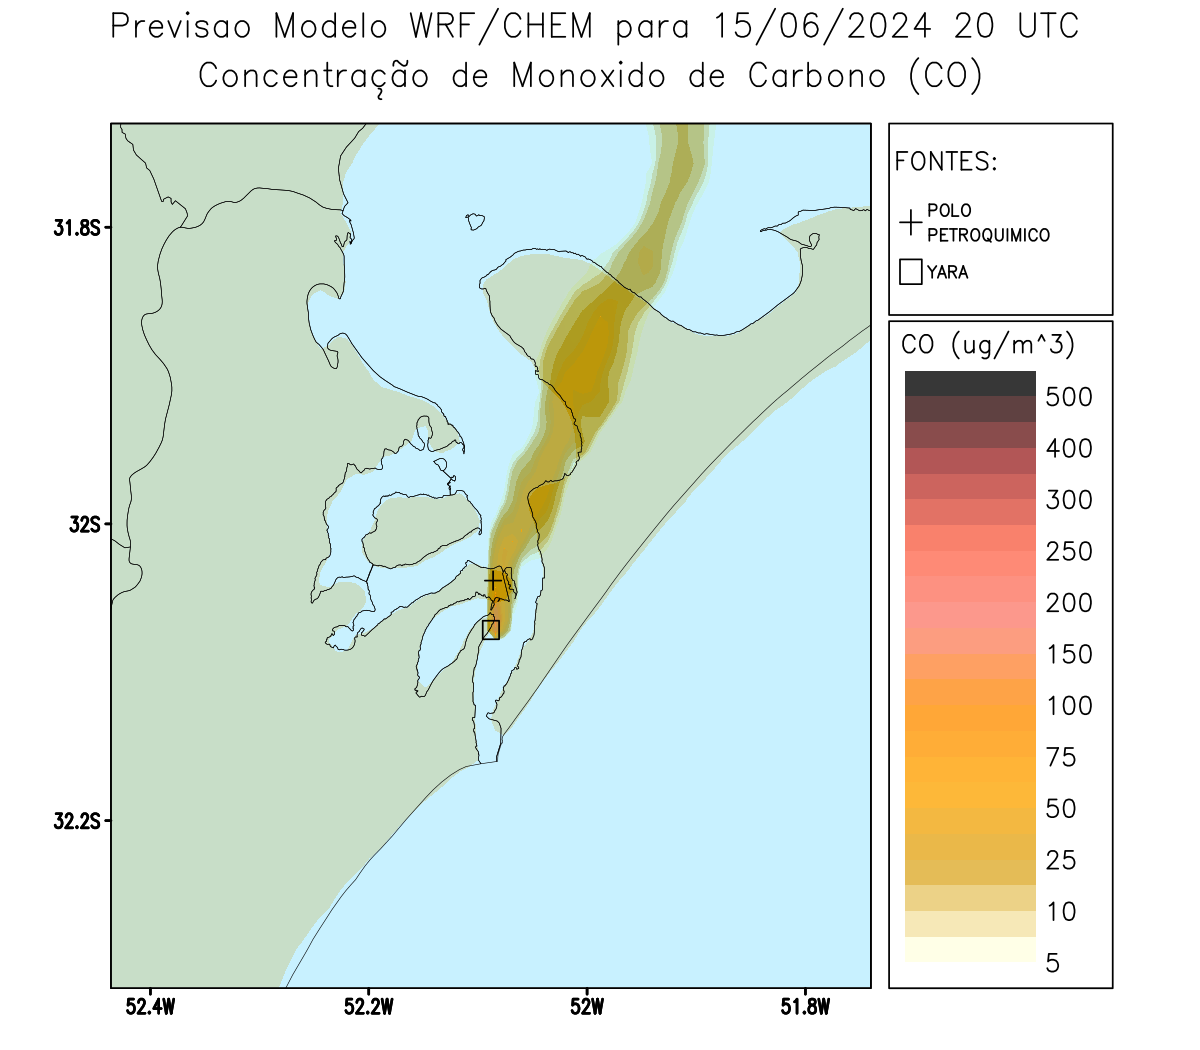 Previsao Modelo WRF/CHEM para 15/06/2024 20 UTC
Concentração de Monoxido de Carbono (CO)
FONTES:
POLO
PETROQUIMICO
YARA
CO (ug/m^3)
500
400
300
250
200
150
100
75
50
25
10
5
31.8S
32S
32.2S
52.4W
52.2W
52W
51.8W